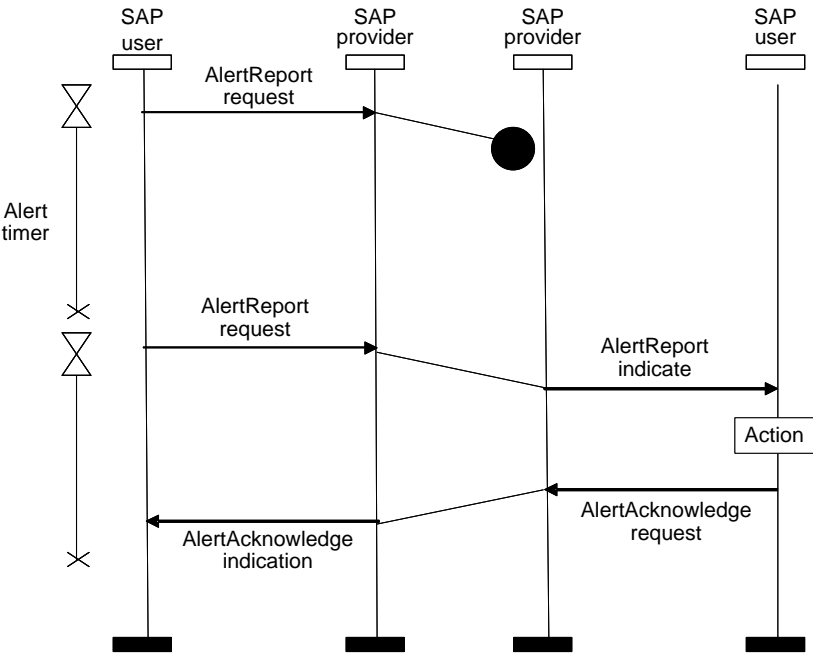 SAP
user
SAP
provider
SAP
provider
SAP
user
AlertReport
request
Alert
timer
AlertReport
request
AlertReport
indicate
Action
AlertAcknowledge
request
AlertAcknowledge
indication